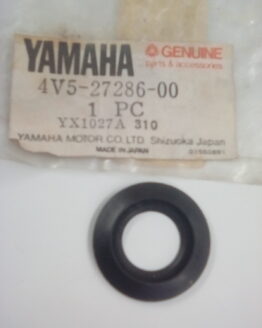 YAMAHA GENUINE
parts & accessories
4V5-27286-00
1 PC
YX1027A 310
YAMAHA MOTOR CO., LTD. Shizuoka Japan
MADE IN JAPAN